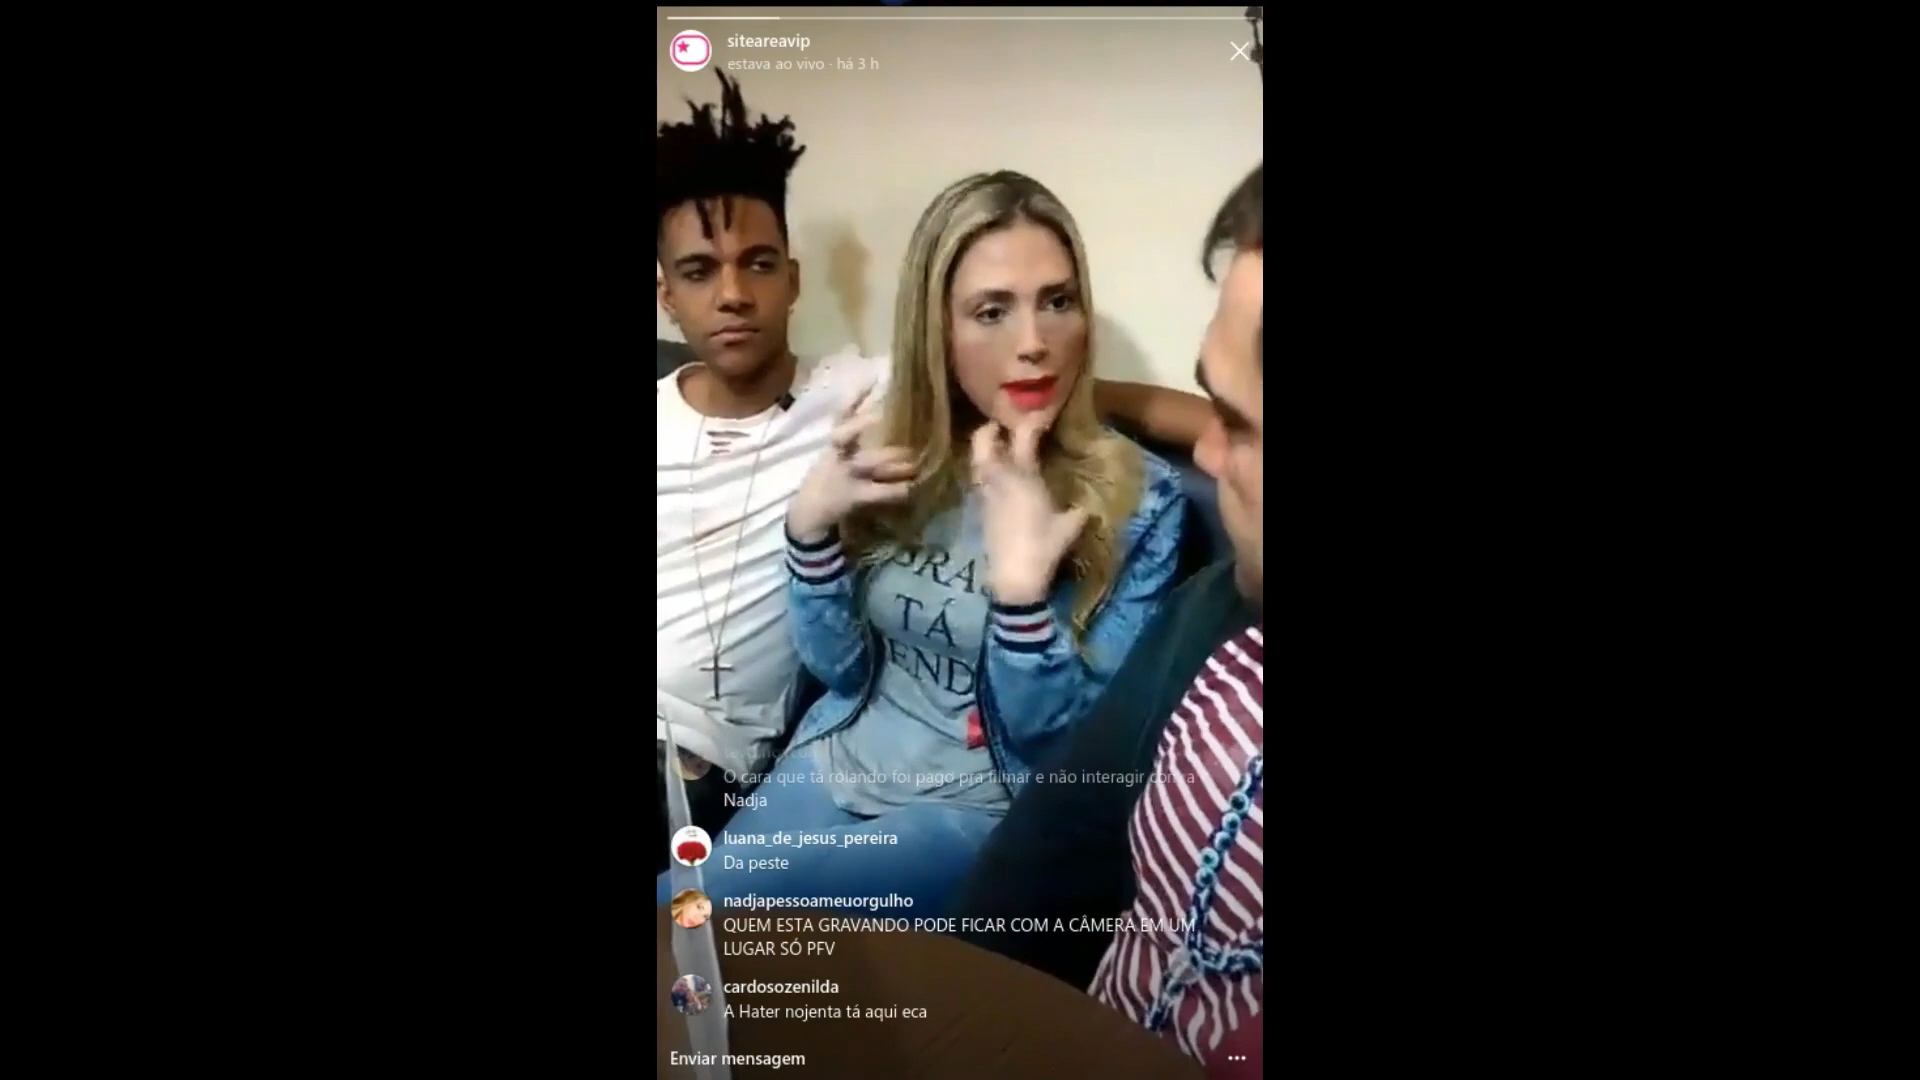 siteareavip
estava ao vivo · há 3 h
TÁ
O cara que tá rolando foi pago pra filmar e não interagir com a
Nadja
luana_de_jesus_pereira
Da peste
nadjapessoameuorgulho
QUEM ESTA GRAVANDO PODE FICAR COM A CÂMERA EM UM
LUGAR SÓ PFV
cardosozenilda
A Hater nojenta tá aqui eca
Enviar mensagem